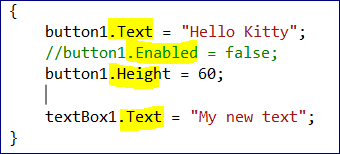 {
button1.Text = "Hello Kitty";
//button1.Enabled = false;
button1.Height = 60;
textBox1.Text = "My new text";
}